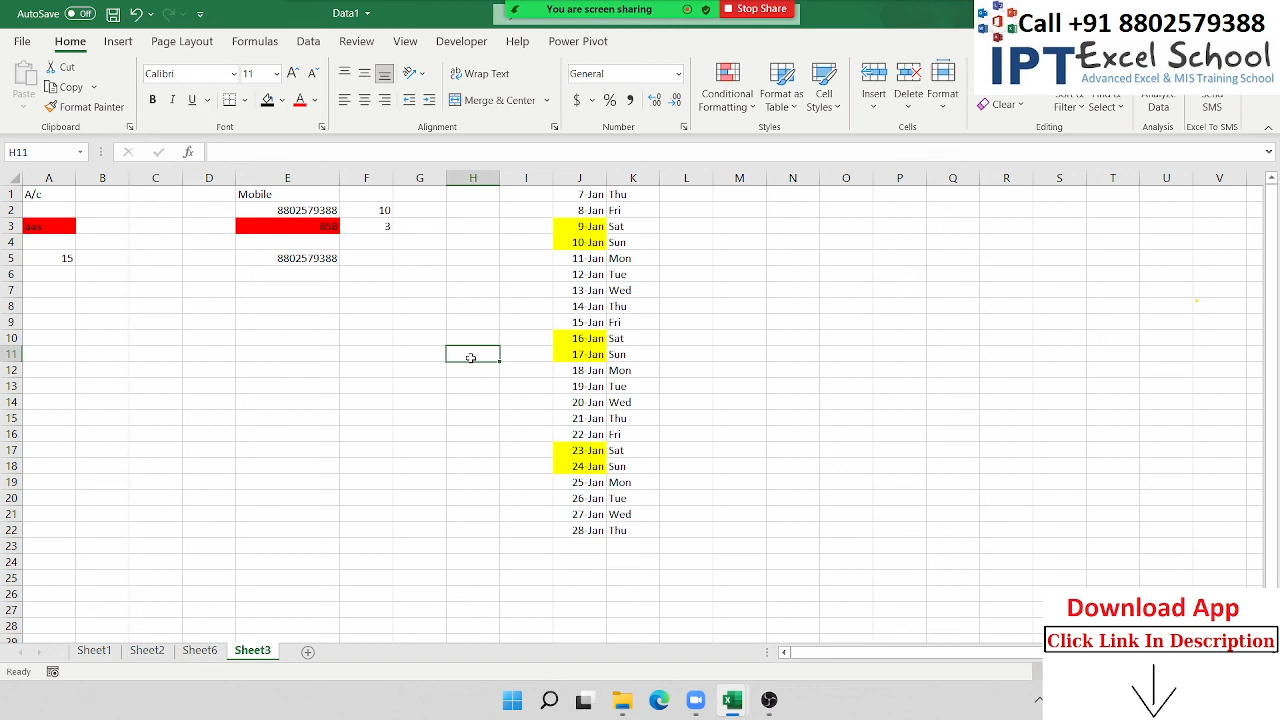 AutoSave Off Data1 You are screen sharing Stop Share
Call +91 8802579388
IPT Excel School
Advanced Excel & MIS Training School
File Home Insert Page Layout Formulas Data Review View Developer Help Power Pivot
Paste Cut Copy Format Painter
Calibri 11
B I U A
Wrap Text
Merge & Center
General
$ % ,
Conditional Formatting Format as Table Cell Styles
Insert Delete Format
Clear Filter Select
Analyze Data
Send SMS
Clipboard Font Alignment Number Styles Cells Editing Analysis Excel To SMS
H11 fx
A B C D E F G H I J K L M N O P Q R S T U V
1 A/c Mobile 7-Jan Thu
2 8802579388 10 8-Jan Fri
3 aas 858 3 9-Jan Sat
4 10-Jan Sun
5 15 8802579388 11-Jan Mon
6 12-Jan Tue
7 13-Jan Wed
8 14-Jan Thu
9 15-Jan Fri
10 16-Jan Sat
11 17-Jan Sun
12 18-Jan Mon
13 19-Jan Tue
14 20-Jan Wed
15 21-Jan Thu
16 22-Jan Fri
17 23-Jan Sat
18 24-Jan Sun
19 25-Jan Mon
20 26-Jan Tue
21 27-Jan Wed
22 28-Jan Thu
23
24
25
26
27
28
29
Sheet1 Sheet2 Sheet6 Sheet3
Ready
Download App
Click Link In Description